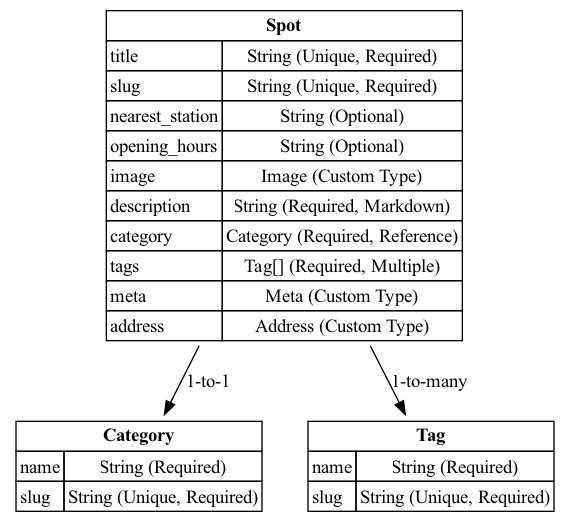 Spot
title String (Unique, Required)
slug String (Unique, Required)
nearest_station String (Optional)
opening_hours String (Optional)
image Image (Custom Type)
description String (Required, Markdown)
category Category (Required, Reference)
tags Tag[] (Required, Multiple)
meta Meta (Custom Type)
address Address (Custom Type)
1-to-1 1-to-many
Category
name String (Required)
slug String (Unique, Required)
Tag
name String (Required)
slug String (Unique, Required)